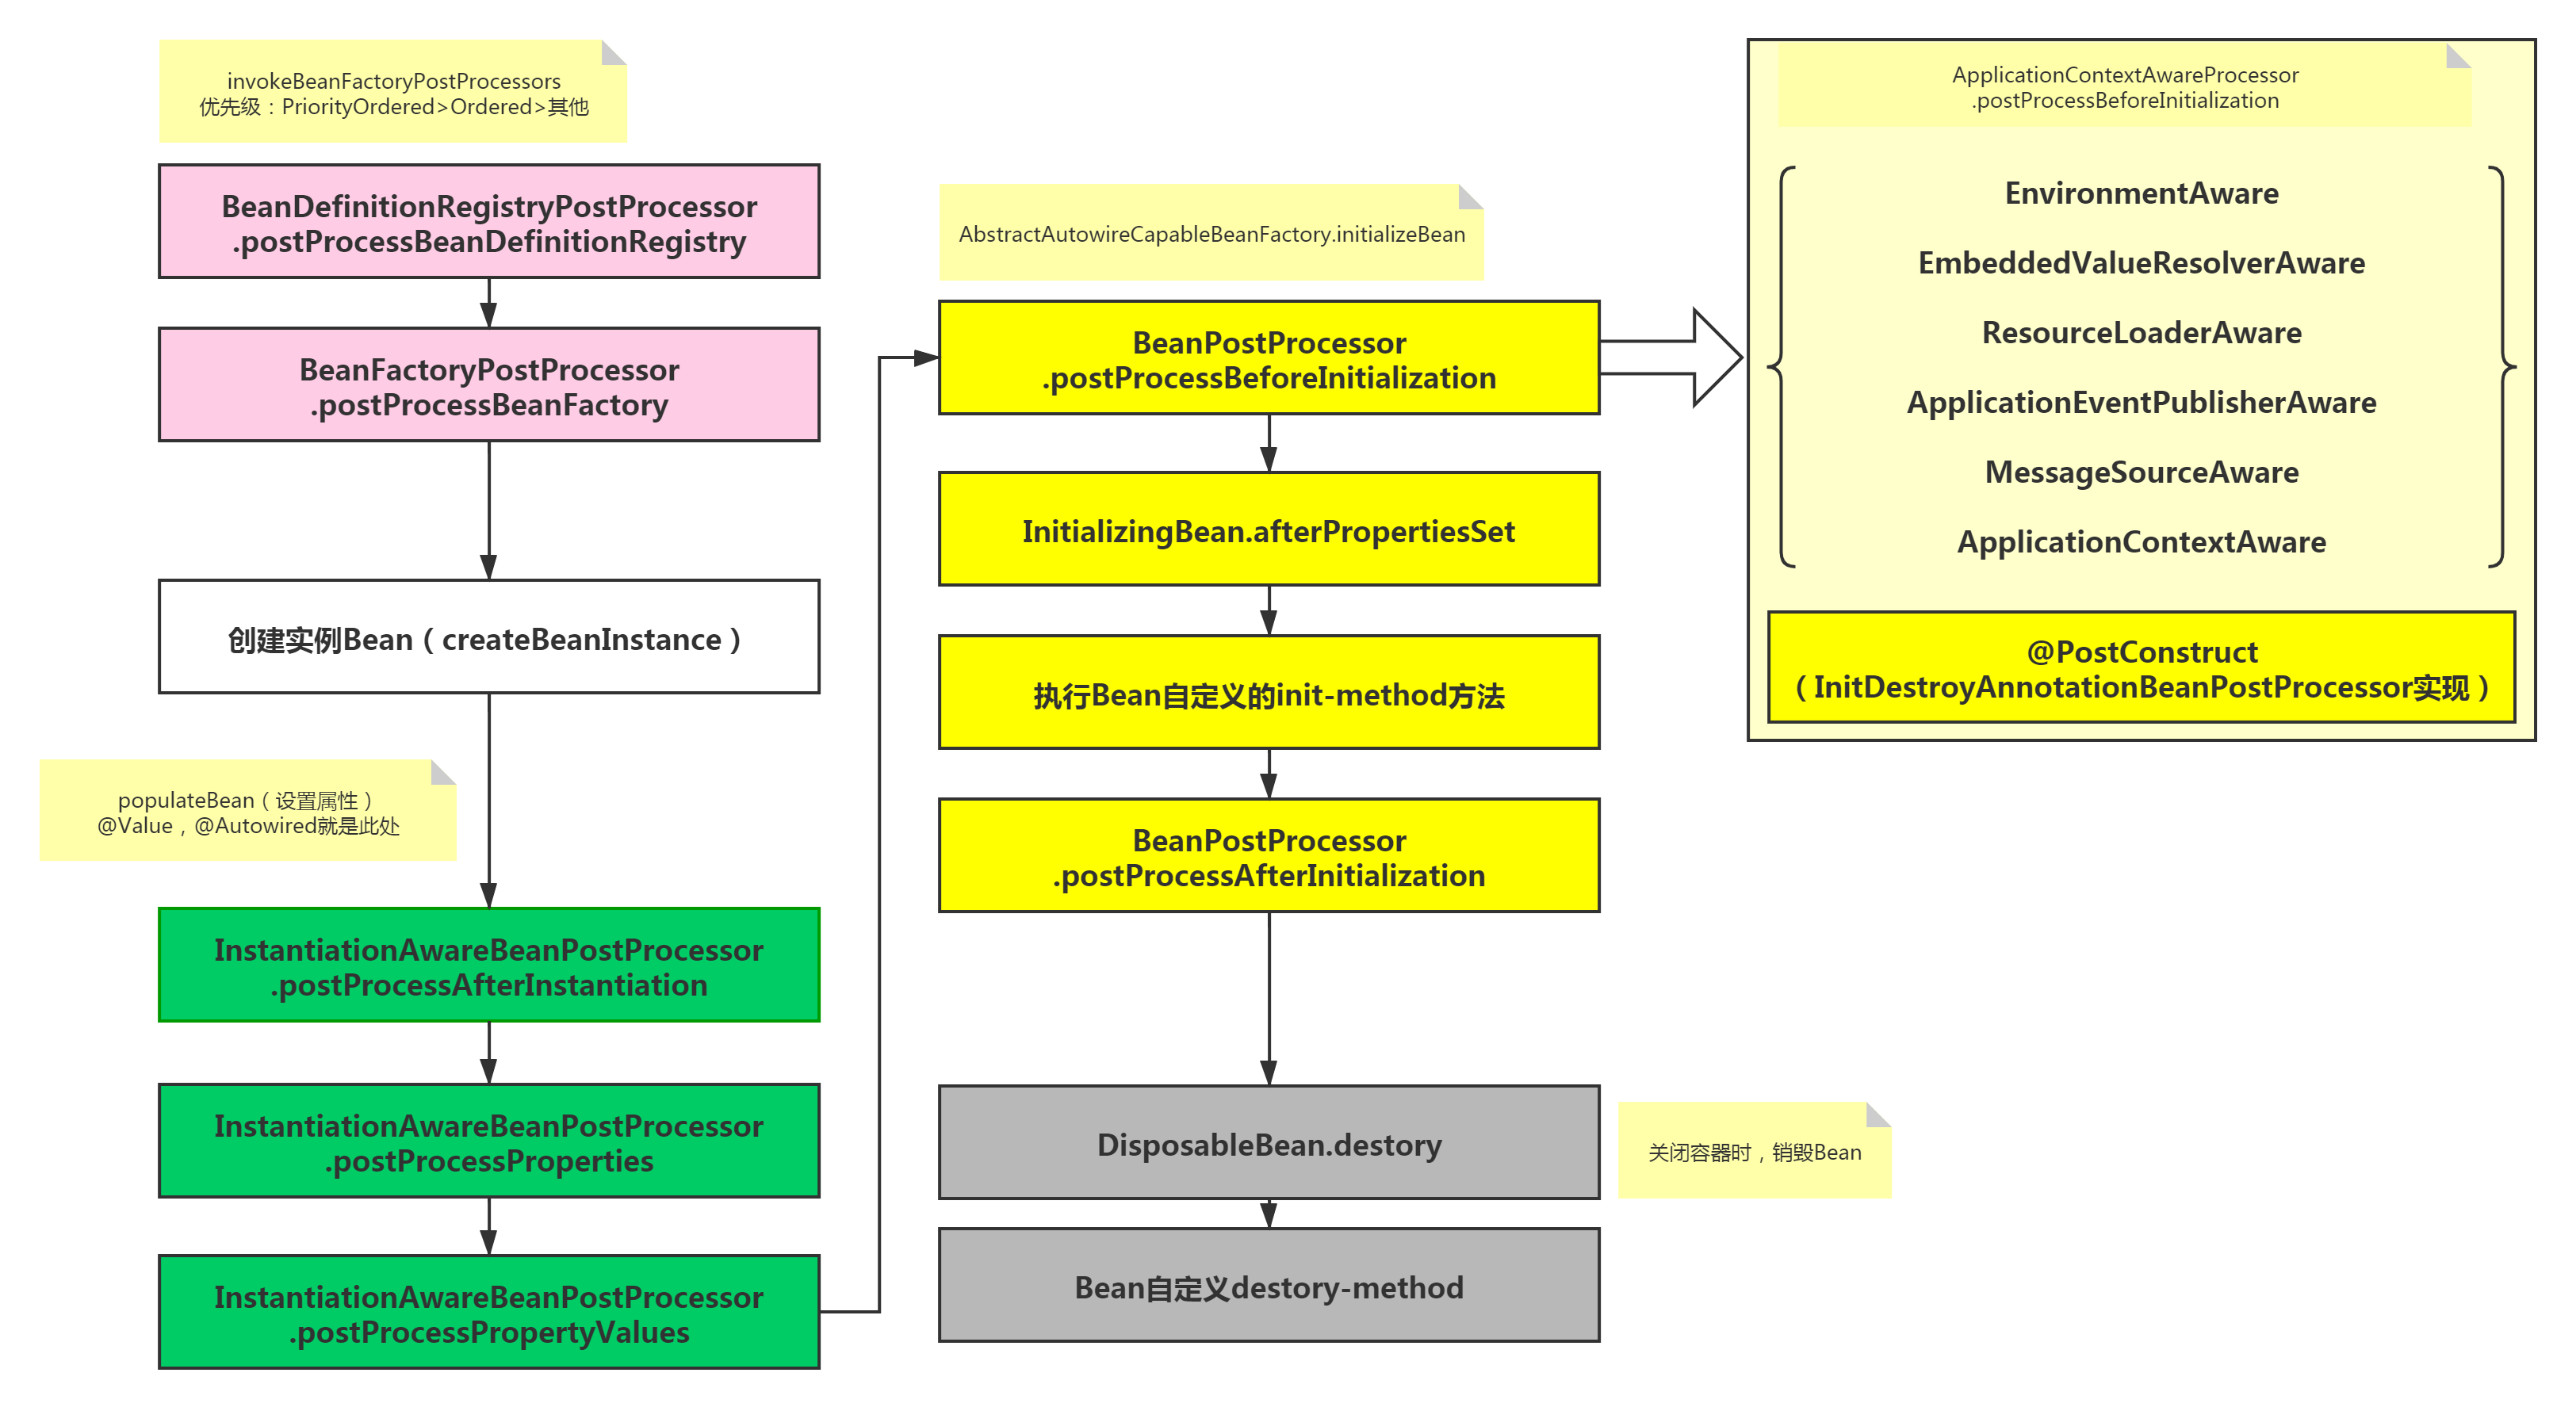 invokeBeanFactoryPostProcessors
优先级：PriorityOrdered>Ordered>其他
BeanDefinitionRegistryPostProcessor
.postProcessBeanDefinitionRegistry
BeanFactoryPostProcessor
.postProcessBeanFactory
创建实例Bean（createBeanInstance）
populateBean（设置属性）
@Value，@Autowired就是此处
InstantiationAwareBeanPostProcessor
.postProcessAfterInstantiation
InstantiationAwareBeanPostProcessor
.postProcessProperties
InstantiationAwareBeanPostProcessor
.postProcessPropertyValues
AbstractAutowireCapableBeanFactory.initializeBean
BeanPostProcessor
.postProcessBeforeInitialization
InitializingBean.afterPropertiesSet
执行Bean自定义的init-method方法
BeanPostProcessor
.postProcessAfterInitialization
DisposableBean.destory
Bean自定义destory-method
关闭容器时，销毁Bean
ApplicationContextAwareProcessor
.postProcessBeforeInitialization
EnvironmentAware
EmbeddedValueResolverAware
ResourceLoaderAware
ApplicationEventPublisherAware
MessageSourceAware
ApplicationContextAware
@PostConstruct
（InitDestroyAnnotationBeanPostProcessor实现）